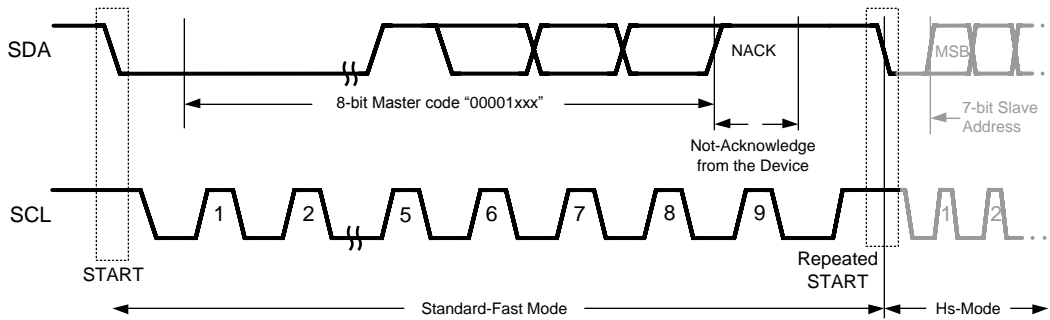 SDA
NACK
MSB
8-bit Master code “00001xxx”
7-bit Slave
Address
Not-Acknowledge
from the Device
SCL
1
2
5
6
7
8
9
1
2
START
Repeated
START
Standard-Fast Mode
Hs-Mode